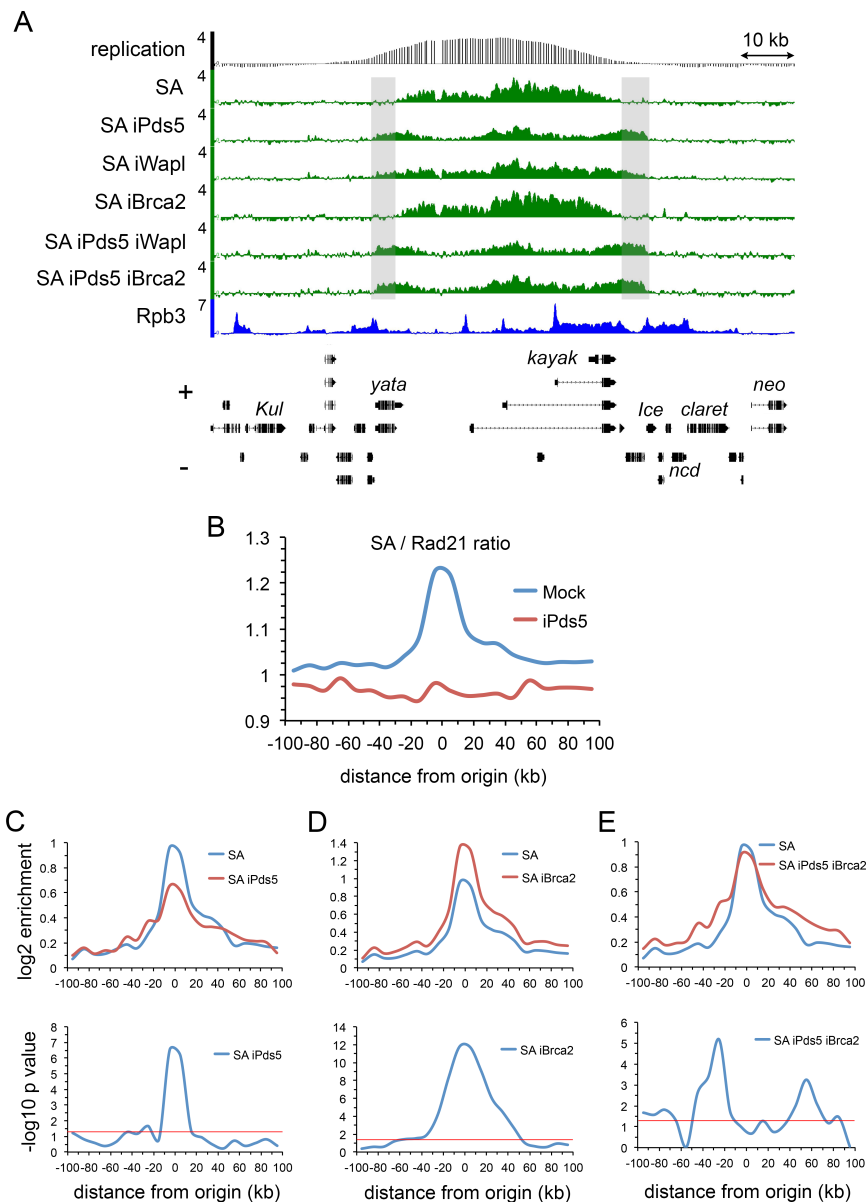 A
replication 4 10 kb
SA 4
SA iPds5 4
SA iWapl 4
SA iBrca2 4
SA iPds5 iWapl 4
SA iPds5 iBrca2 4
Rpb3 7
kayak
+ yata neo
Kul Ice claret
- ncd
B
SA / Rad21 ratio
1.3
1.2
1.1
1
0.9
Mock
iPds5
-100 -80 -60 -40 -20 0 20 40 60 80 100
distance from origin (kb)
C
log2 enrichment
1
0.8
0.6
0.4
0.2
0
SA
SA iPds5
-100 -80 -60 -40 -20 0 20 40 60 80 100
D
1.4
1.2
1
0.8
0.6
0.4
0.2
0
SA
SA iBrca2
-100 -80 -60 -40 -20 0 20 40 60 80 100
E
1
0.8
0.6
0.4
0.2
0
SA
SA iPds5 iBrca2
-100 -80 -60 -40 -20 0 20 40 60 80 100
-log10 p value
8
7
6
5
4
3
2
1
0
SA iPds5
-100 -80 -60 -40 -20 0 20 40 60 80 100
distance from origin (kb)
14
12
10
8
6
4
2
0
SA iBrca2
-100 -80 -60 -40 -20 0 20 40 60 80 100
distance from origin (kb)
6
5
4
3
2
1
0
SA iPds5 iBrca2
-100 -80 -60 -40 -20 0 20 40 60 80 100
distance from origin (kb)